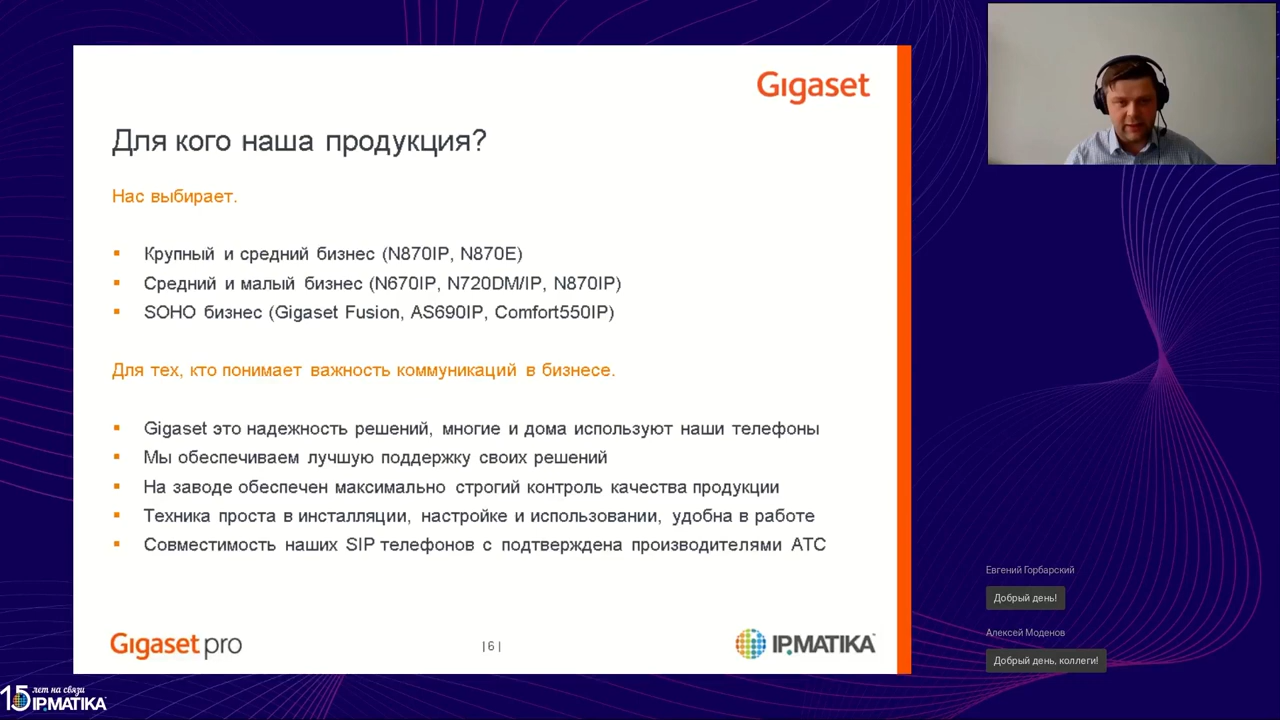 Gigaset
Для кого наша продукция?
Нас выбирает.
Крупный и средний бизнес (N870IP, N870E)
Средний и малый бизнес (N670IP, N720DM/IP, N870IP)
SOHO бизнес (Gigaset Fusion, AS690IP, Comfort550IP)
Для тех, кто понимает важность коммуникаций в бизнесе.
Gigaset это надежность решений, многие и дома используют наши телефоны
Мы обеспечиваем лучшую поддержку своих решений
На заводе обеспечен максимально строгий контроль качества продукции
Техника проста в инсталляции, настройке и использовании, удобна в работе
Совместимость наших SIP телефонов с подтверждена производителями АТС
Gigaset pro
| 6 |
IP.MATIKA
15 лет на связи
IP.MATIKA
Евгений Горбарский
Добрый день!
Алексей Моденов
Добрый день, коллеги!